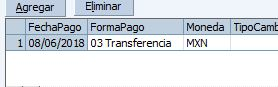 Agregar Eliminar
FechaPago FormaPago Moneda TipoCamb
1 08/06/2018 03 Transferencia MXN